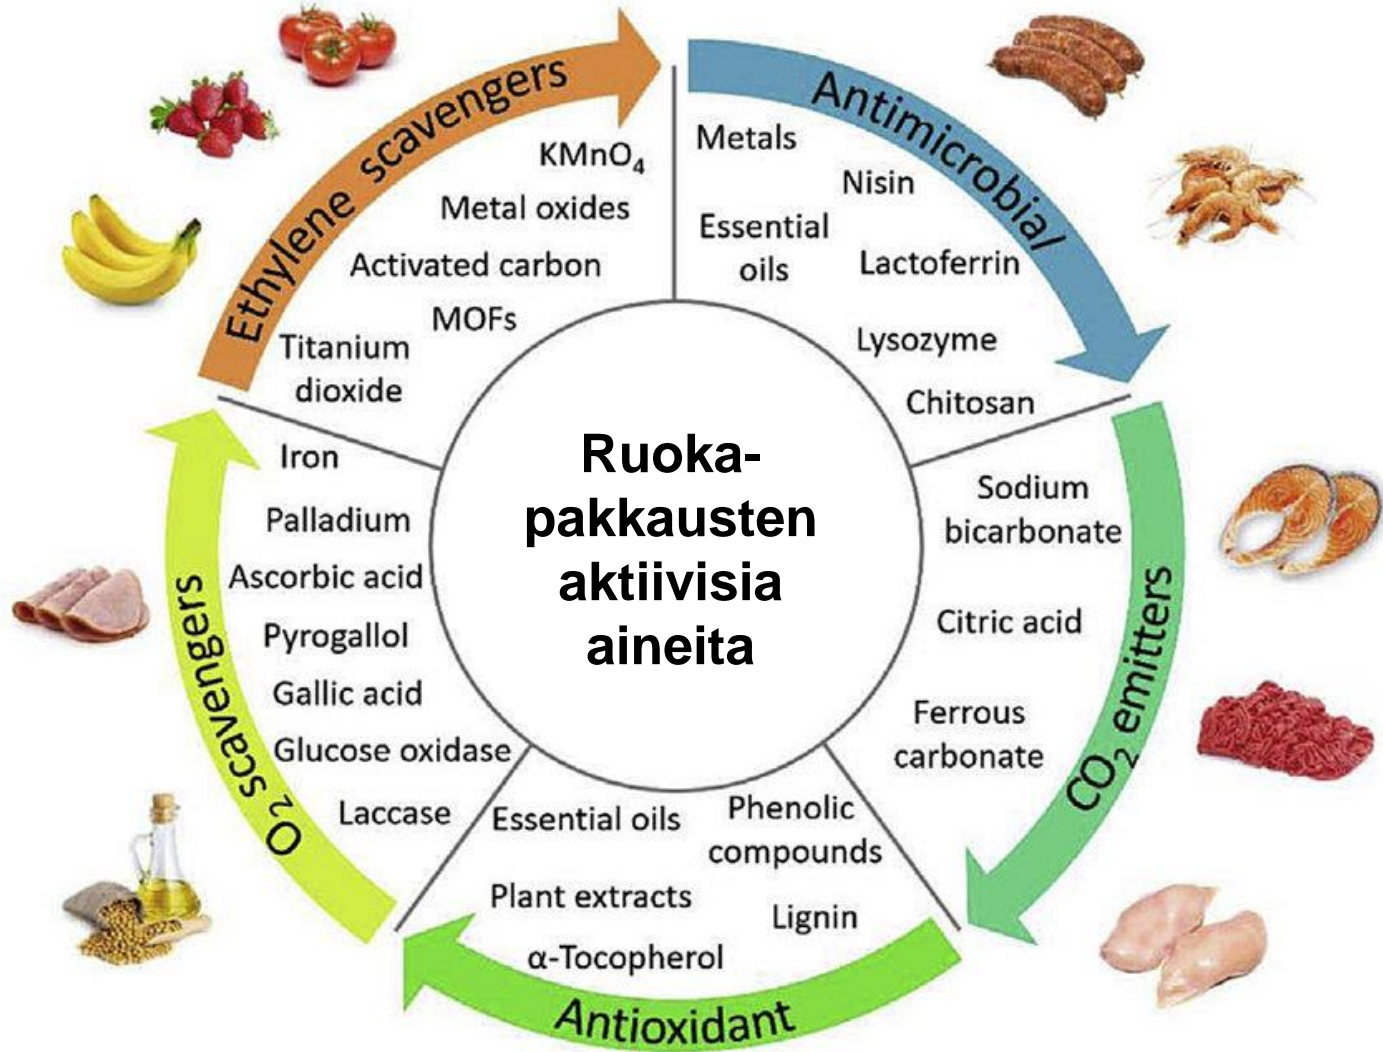 Ethylene scavengers
KMnO₄
Metal oxides
Activated carbon
MOFs
Titanium
dioxide
Antimicrobial
Metals
Nisin
Essential
oils
Lactoferrin
Lysozyme
Chitosan
Ruoka-
pakkausten
aktiivisia
aineita
CO₂ emitters
Sodium
bicarbonate
Citric acid
Ferrous
carbonate
Antioxidant
Essential oils
Phenolic
compounds
Plant extracts
Lignin
α-Tocopherol
O₂ scavengers
Iron
Palladium
Ascorbic acid
Pyrogallol
Gallic acid
Glucose oxidase
Laccase